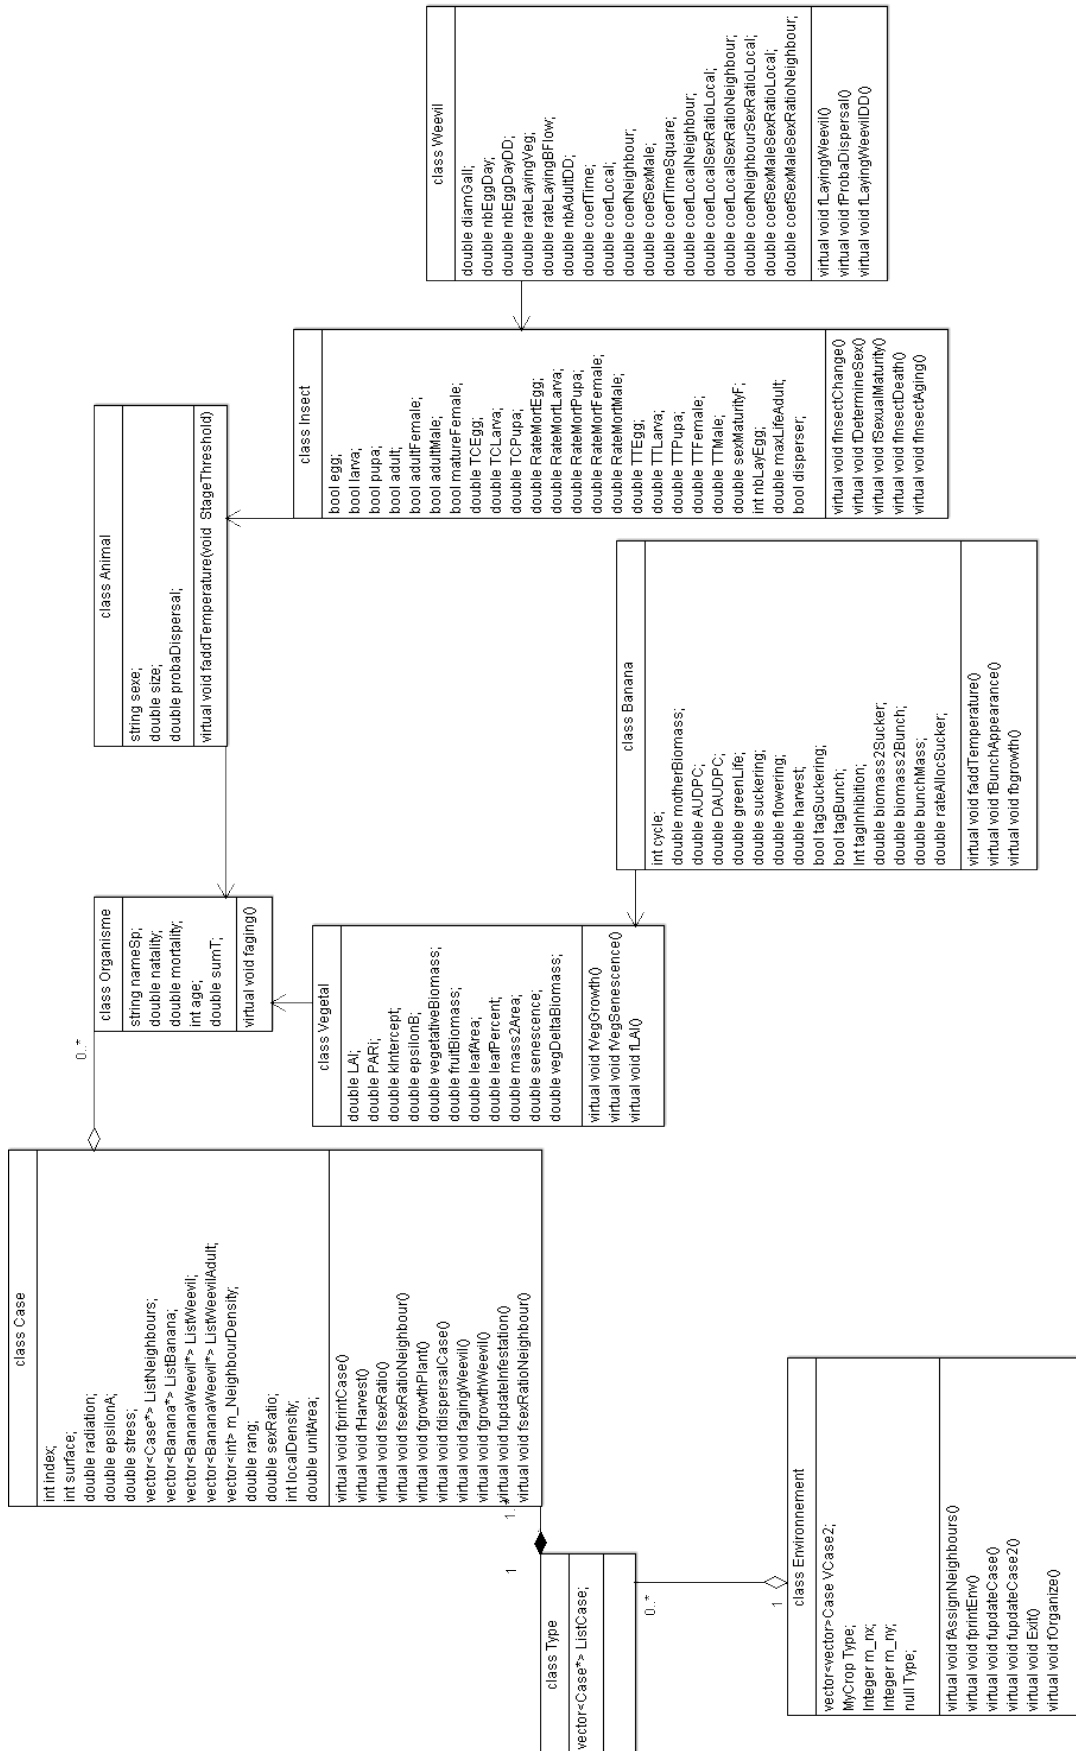 class Weevil
double diamGall;
double nbEggDay;
double nbEggDayDD;
double rateLayingVeg;
double rateLayingBFlow;
double nbAdultDD;
double coefTime;
double coefLocal;
double coefNeighbour;
double coefSexMale;
double coefTimeSquare;
double coefLocalNeighbour;
double coefLocalSexRatioLocal;
double coefLocalSexRatioNeighbour;
double coefNeighbourSexRatioLocal;
double coefSexMaleSexRatioLocal;
double coefSexMaleSexRatioNeighbour;
virtual void fLayingWeevil()
virtual void fProbaDispersal()
virtual void fLayingWeevilDD()
class Insect
bool egg;
bool larva;
bool pupa;
bool adult;
bool adultFemale;
bool adultMale;
bool matureFemale;
double TCEgg;
double TCLarva;
double TCPupa;
double RateMortEgg;
double RateMortLarva;
double RateMortPupa;
double RateMortFemale;
double RateMortMale;
double TTEgg;
double TTLarva;
double TTPupa;
double TTFemale;
double TTMale;
double sexMaturityF;
int nbLayEgg;
double maxLifeAdult;
bool disperser;
virtual void fInsectChange()
virtual void fDetermineSex()
virtual void fSexualMaturity()
virtual void fInsectDeath()
virtual void fInsectAging()
class Animal
string sexe;
double size;
double probaDispersal;
virtual void faddTemperature(void StageThreshold)
class Banana
int cycle;
double motherBiomass;
double AUDPC;
double DAUDPC;
double greenLife;
double suckering;
double flowering;
double harvest;
bool tagSuckering;
bool tagBunch;
Int tagInhibition;
double biomass2Sucker;
double biomass2Bunch;
double bunchMass;
double rateAllocSucker;
virtual void faddTemperature()
virtual void fBunchAppearance()
virtual void fbgrowth()
class Organisme
string nameSp;
double natality;
double mortality;
int age;
double sumT;
virtual void faging()
0..*
class Vegetal
double LAI;
double PARi;
double kIntercept;
double epsilonB;
double vegetativeBiomass;
double fruitBiomass;
double leafArea;
double leafPercent;
double mass2Area;
double senescence;
double vegDeltaBiomass;
virtual void fVegGrowth()
virtual void fVegSenescence()
virtual void fLAI()
class Case
int index;
int surface;
double radiation;
double epsilonA;
double stress;
vector<Case*> ListNeighbours;
vector<Banana*> ListBanana;
vector<BananaWeevil*> ListWeevil;
vector<BananaWeevil*> ListWeevilAdult;
vector<int> m_NeighbourDensity;
double rang;
double sexRatio;
int localDensity;
double unitArea;
virtual void fprintCase()
virtual void fHarvest()
virtual void fsexRatio()
virtual void fsexRatioNeighbour()
virtual void fgrowthPlant()
virtual void fdispersalCase()
virtual void fagingWeevil()
virtual void fgrowthWeevil()
virtual void fupdateInfestation()
virtual void fsexRatioNeighbour()
1..*
1
class Type
vector<Case*> ListCase;
0..*
1
class Environnement
vector<vector>Case VCase2;
MyCrop Type;
Integer m_nx;
Integer m_ny;
null Type;
virtual void fAssignNeighbours()
virtual void fprintEnv()
virtual void fupdateCase()
virtual void fupdateCase2()
virtual void Exit()
virtual void fOrganize()